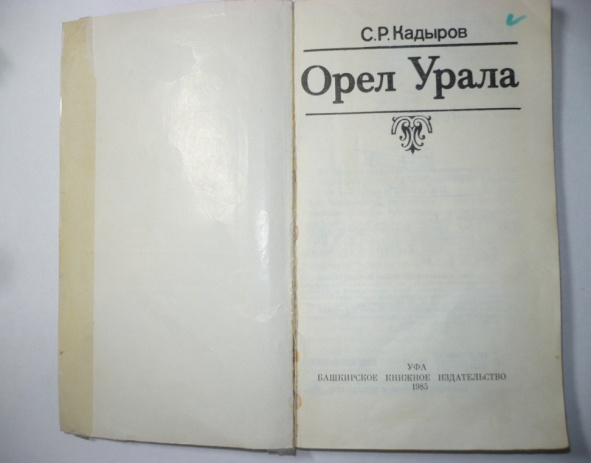 С.Р.Кадыров
Орел Урала
УФА
БАШКИРСКОЕ КНИЖНОЕ ИЗДАТЕЛЬСТВО
1985